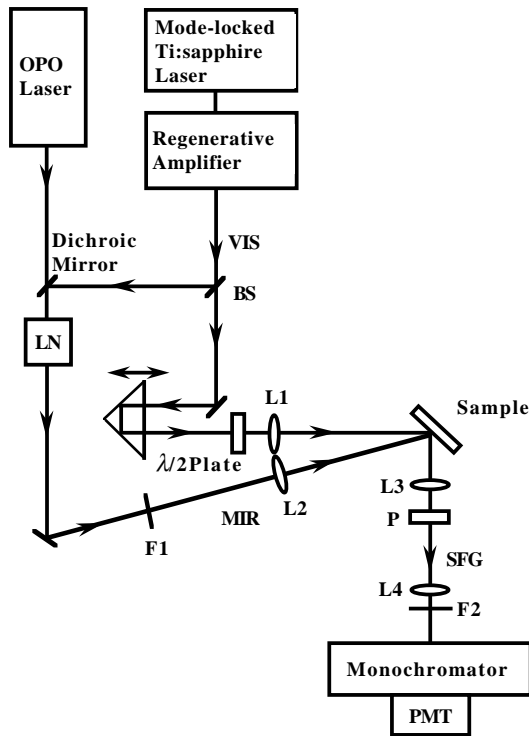 Mode-locked
Ti:sapphire
Laser
OPO
Laser
Regenerative
Amplifier
VIS
Dichroic
Mirror
BS
LN
L1
Sample
λ/2Plate
L2
L3
MIR
F1
P
SFG
L4
F2
Monochromator
PMT